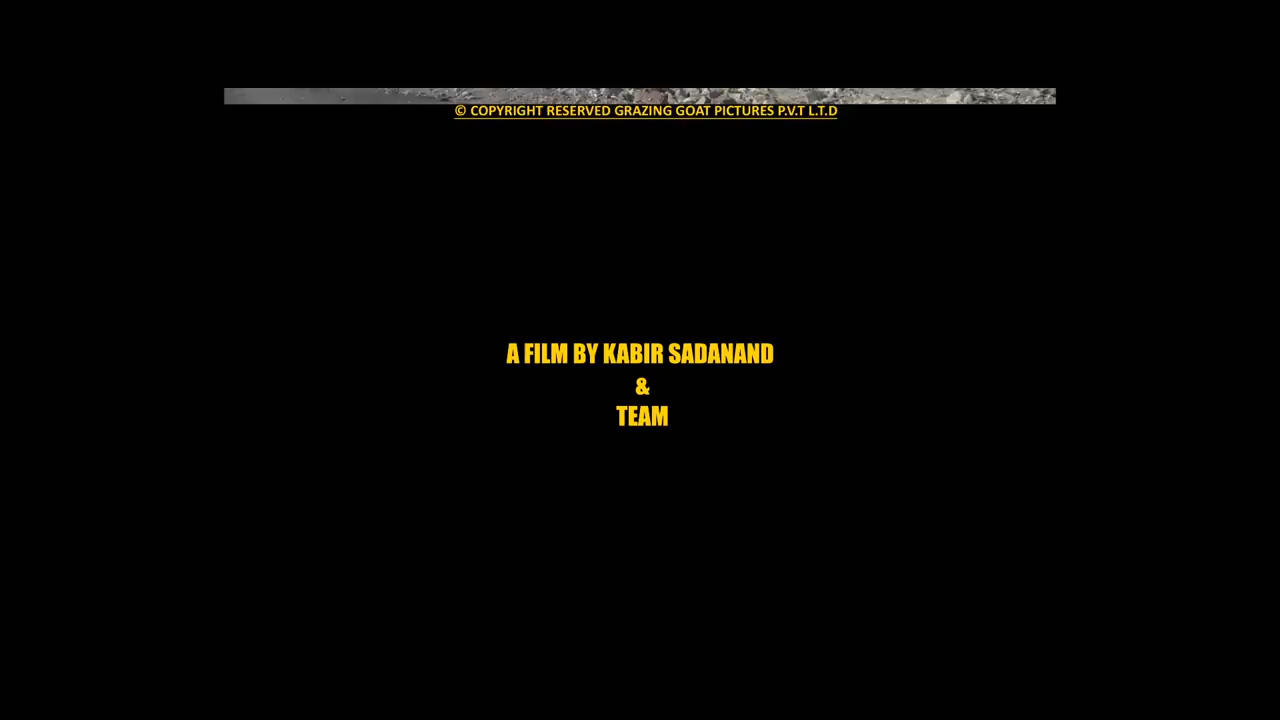 © COPYRIGHT RESERVED GRAZING GOAT PICTURES P.V.T L.T.D
A FILM BY KABIR SADANAND
&
TEAM